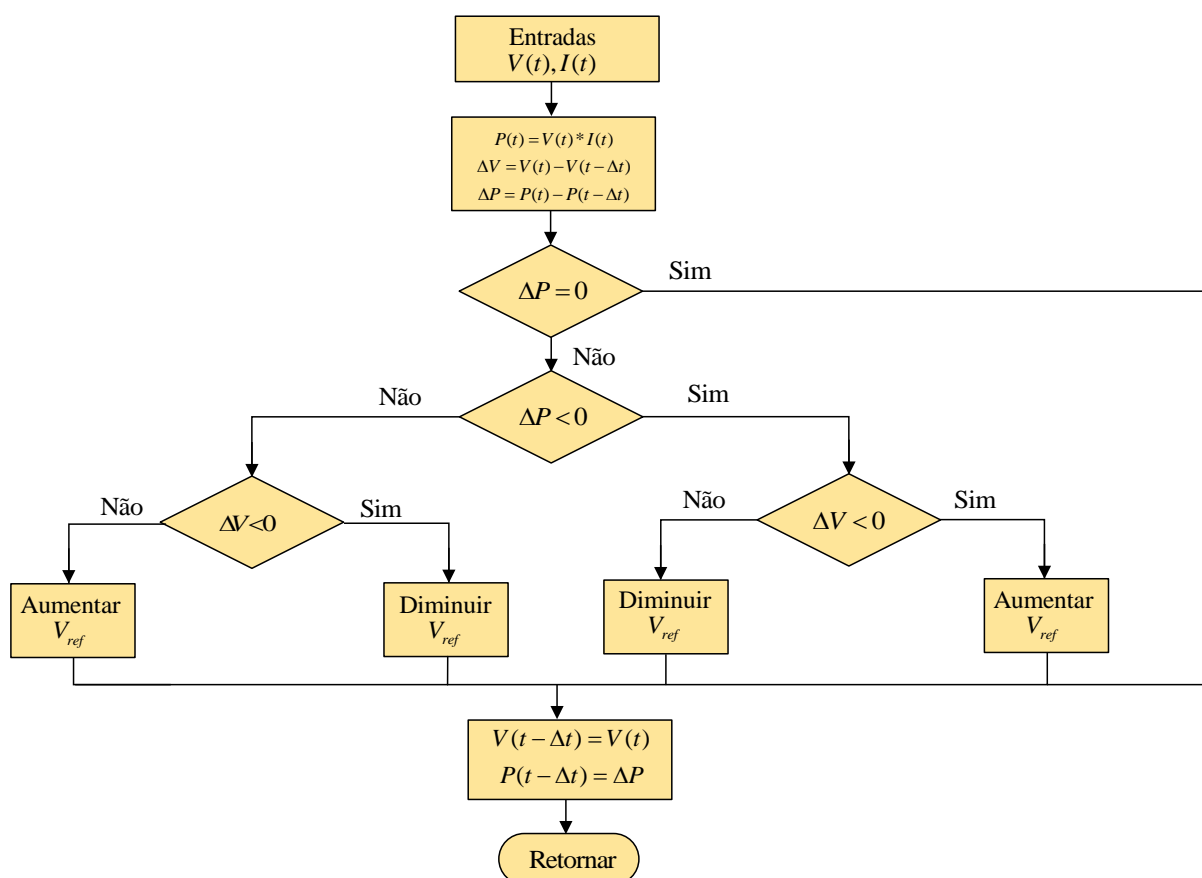 Entradas
V(t), I(t)
P(t) = V(t) * I(t)
ΔV = V(t) − V(t − Δt)
ΔP = P(t) − P(t − Δt)
ΔP = 0
Sim
Não
ΔP < 0
Não
Sim
ΔV<0
Não
Sim
ΔV < 0
Não
Sim
Aumentar
V_ref
Diminuir
V_ref
Diminuir
V_ref
Aumentar
V_ref
V(t − Δt) = V(t)
P(t − Δt) = ΔP
Retornar